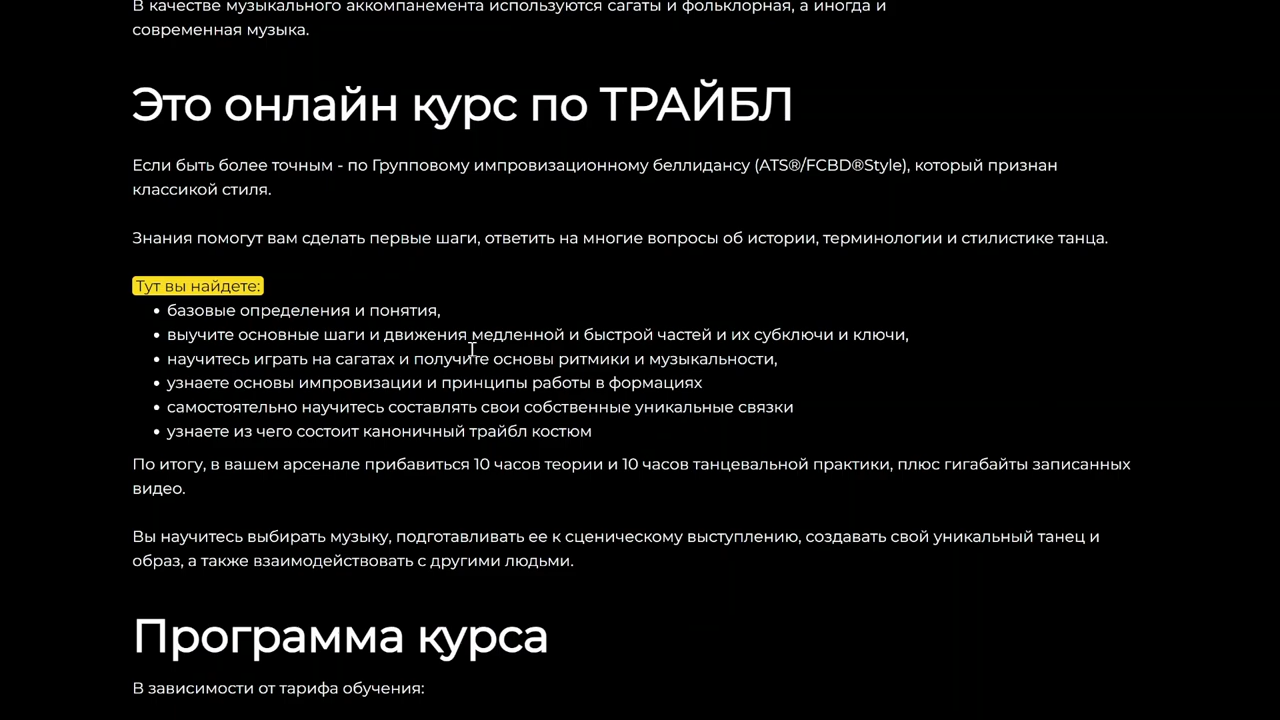 В качестве музыкального аккомпанемента используются сагаты и фольклорная, а иногда и
современная музыка.
Это онлайн курс по ТРАЙБЛ
Если быть более точным - по Групповому импровизационному беллидансу (ATS®/FCBD®Style), который признан
классикой стиля.
Знания помогут вам сделать первые шаги, ответить на многие вопросы об истории, терминологии и стилистике танца.
Тут вы найдете:
• базовые определения и понятия,
• выучите основные шаги и движения медленной и быстрой частей и их субключи и ключи,
• научитесь играть на сагатах и получите основы ритмики и музыкальности,
• узнаете основы импровизации и принципы работы в формациях
• самостоятельно научитесь составлять свои собственные уникальные связки
• узнаете из чего состоит каноничный трайбл костюм
По итогу, в вашем арсенале прибавиться 10 часов теории и 10 часов танцевальной практики, плюс гигабайты записанных
видео.
Вы научитесь выбирать музыку, подготавливать ее к сценическому выступлению, создавать свой уникальный танец и
образ, а также взаимодействовать с другими людьми.
Программа курса
В зависимости от тарифа обучения: